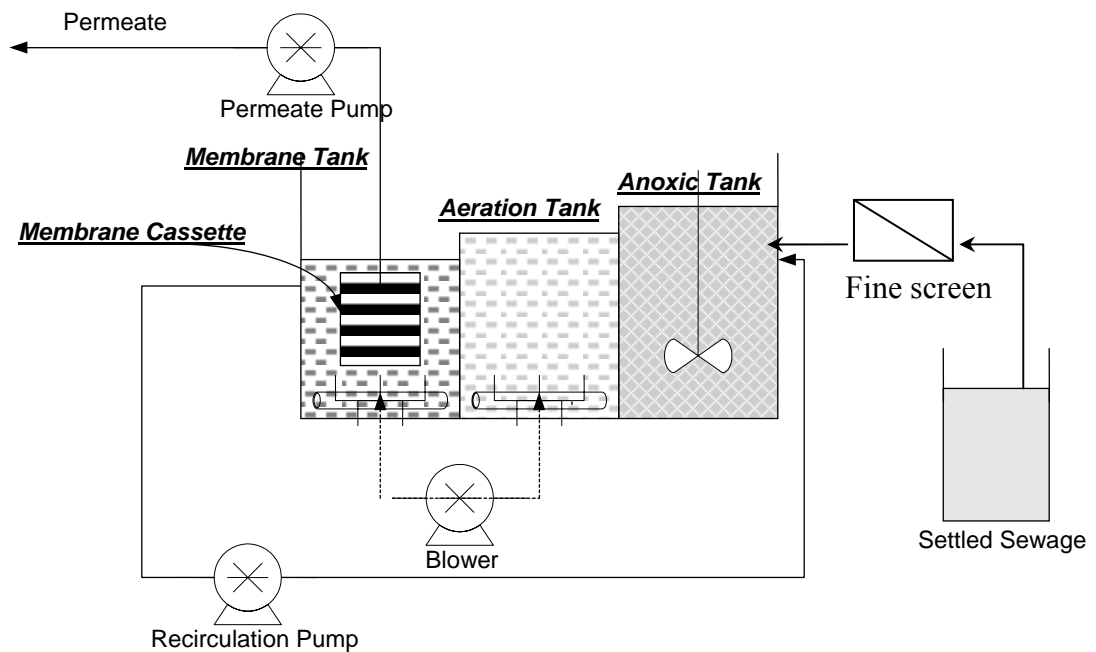 Permeate
Permeate Pump
Membrane Tank
Anoxic Tank
Aeration Tank
Membrane Cassette
Fine screen
Settled Sewage
Blower
Recirculation Pump